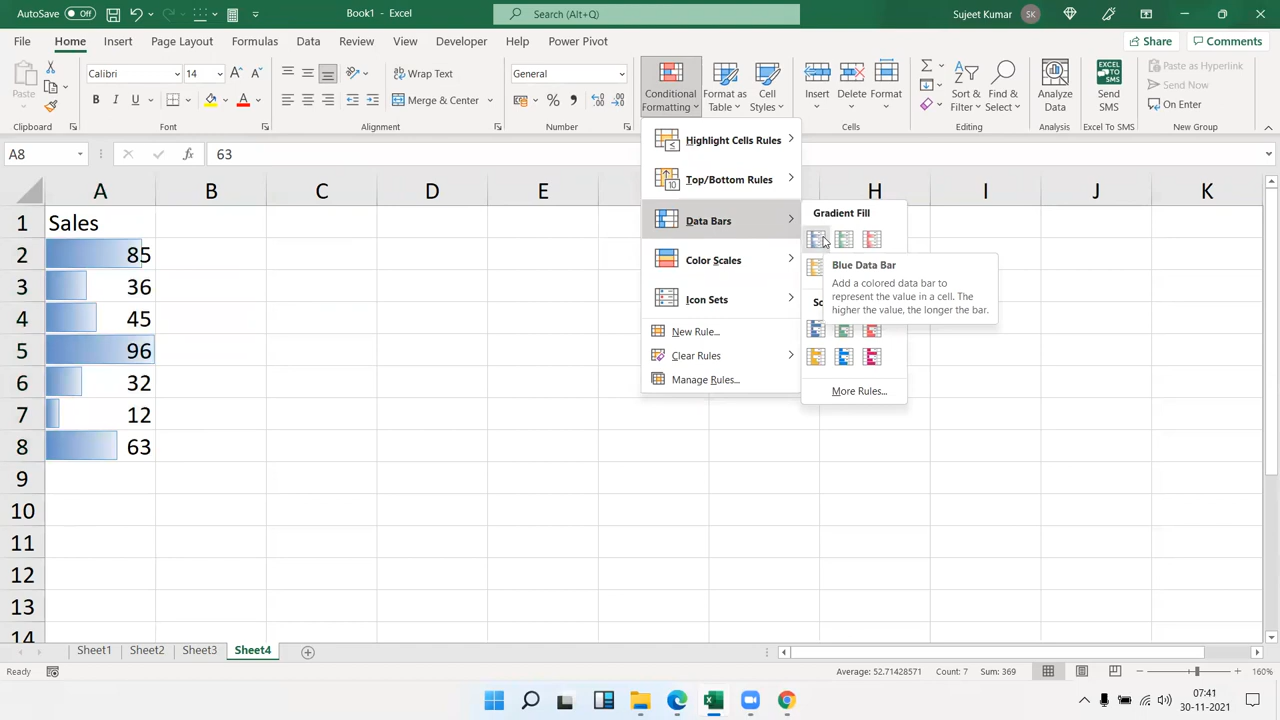 AutoSave Off
Book1 - Excel
Search (Alt+Q)
Sujeet Kumar
SK
File Home Insert Page Layout Formulas Data Review View Developer Help Power Pivot
Share Comments
Paste
Calibri 14
B I U
Wrap Text
Merge & Center
General
Conditional Formatting
Format as Table
Cell Styles
Insert Delete Format
Sort & Filter
Find & Select
Analyze Data
Send SMS
Paste as Hyperlink
Send Now
On Enter
Clipboard Font Alignment Number Cells Editing Analysis Excel To SMS New Group
A8 fx 63
A B C D E H I J K
1 Sales
2 85
3 36
4 45
5 96
6 32
7 12
8 63
9
10
11
12
13
14
Highlight Cells Rules
Top/Bottom Rules
Data Bars
Color Scales
Icon Sets
New Rule...
Clear Rules
Manage Rules...
Gradient Fill
Blue Data Bar
Add a colored data bar to
represent the value in a cell. The
higher the value, the longer the bar.
So
More Rules...
Sheet1 Sheet2 Sheet3 Sheet4
Ready
Average: 52.71428571 Count: 7 Sum: 369
160%
07:41
30-11-2021